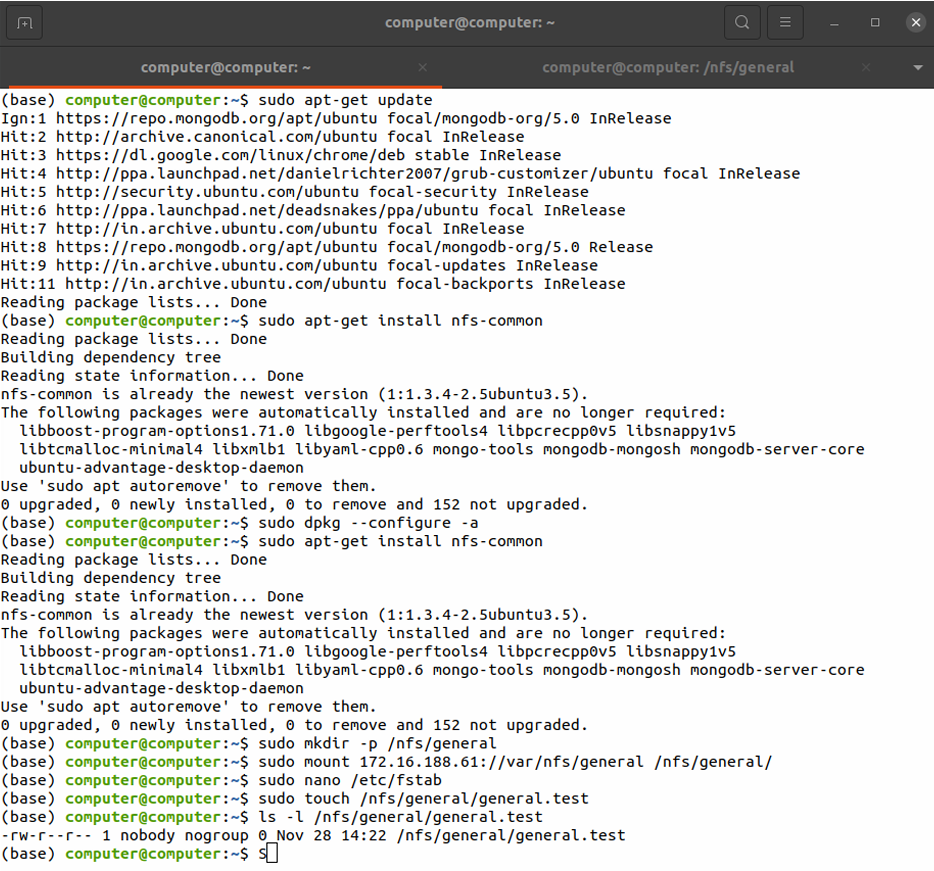 computer@computer: ~
computer@computer: ~
computer@computer: /nfs/general
(base) computer@computer:~$ sudo apt-get update
Ign:1 https://repo.mongodb.org/apt/ubuntu focal/mongodb-org/5.0 InRelease
Hit:2 http://archive.canonical.com/ubuntu focal InRelease
Hit:3 https://dl.google.com/linux/chrome/deb stable InRelease
Hit:4 http://ppa.launchpad.net/danielrichter2007/grub-customizer/ubuntu focal InRelease
Hit:5 http://security.ubuntu.com/ubuntu focal-security InRelease
Hit:6 http://ppa.launchpad.net/deadsnakes/ppa/ubuntu focal InRelease
Hit:7 http://in.archive.ubuntu.com/ubuntu focal InRelease
Hit:8 https://repo.mongodb.org/apt/ubuntu focal/mongodb-org/5.0 Release
Hit:9 http://in.archive.ubuntu.com/ubuntu focal-updates InRelease
Hit:11 http://in.archive.ubuntu.com/ubuntu focal-backports InRelease
Reading package lists... Done
(base) computer@computer:~$ sudo apt-get install nfs-common
Reading package lists... Done
Building dependency tree
Reading state information... Done
nfs-common is already the newest version (1:1.3.4-2.5ubuntu3.5).
The following packages were automatically installed and are no longer required:
  libboost-program-options1.71.0 libgoogle-perftools4 libpcrecpp0v5 libsnappy1v5
  libtcmalloc-minimal4 libxmlb1 libyaml-cpp0.6 mongo-tools mongodb-mongosh mongodb-server-core
  ubuntu-advantage-desktop-daemon
Use 'sudo apt autoremove' to remove them.
0 upgraded, 0 newly installed, 0 to remove and 152 not upgraded.
(base) computer@computer:~$ sudo dpkg --configure -a
(base) computer@computer:~$ sudo apt-get install nfs-common
Reading package lists... Done
Building dependency tree
Reading state information... Done
nfs-common is already the newest version (1:1.3.4-2.5ubuntu3.5).
The following packages were automatically installed and are no longer required:
  libboost-program-options1.71.0 libgoogle-perftools4 libpcrecpp0v5 libsnappy1v5
  libtcmalloc-minimal4 libxmlb1 libyaml-cpp0.6 mongo-tools mongodb-mongosh mongodb-server-core
  ubuntu-advantage-desktop-daemon
Use 'sudo apt autoremove' to remove them.
0 upgraded, 0 newly installed, 0 to remove and 152 not upgraded.
(base) computer@computer:~$ sudo mkdir -p /nfs/general
(base) computer@computer:~$ sudo mount 172.16.188.61://var/nfs/general /nfs/general/
(base) computer@computer:~$ sudo nano /etc/fstab
(base) computer@computer:~$ sudo touch /nfs/general/general.test
(base) computer@computer:~$ ls -l /nfs/general/general.test
-rw-r--r-- 1 nobody nogroup 0 Nov 28 14:22 /nfs/general/general.test
(base) computer@computer:~$ S